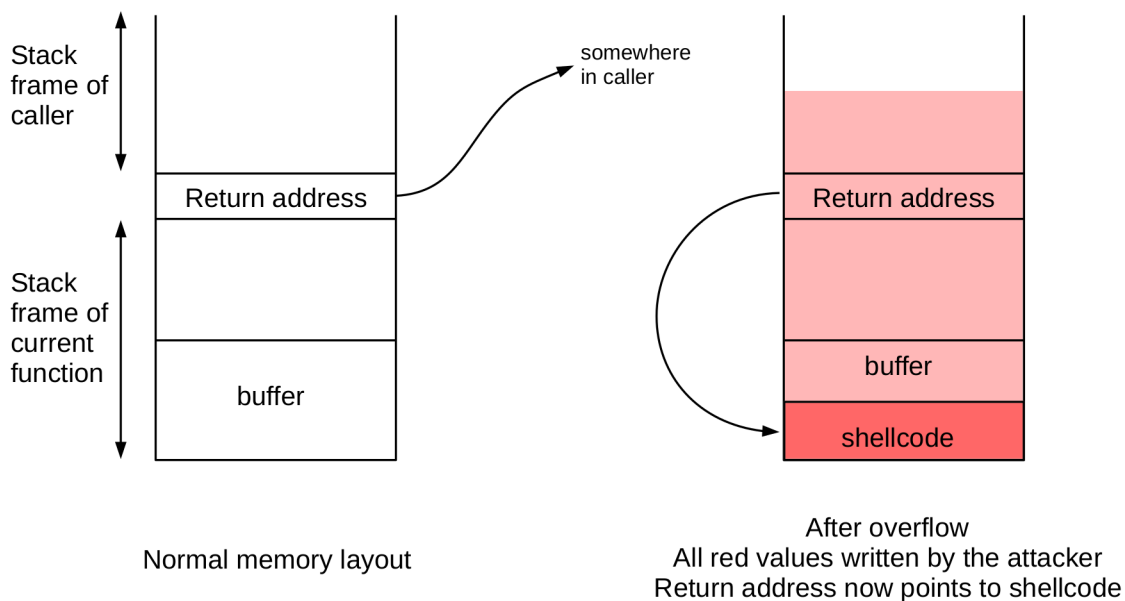 Stack
frame of
caller
Return address
Stack
frame of
current
function
buffer
Normal memory layout
somewhere
in caller
Return address
buffer
shellcode
After overflow
All red values written by the attacker
Return address now points to shellcode